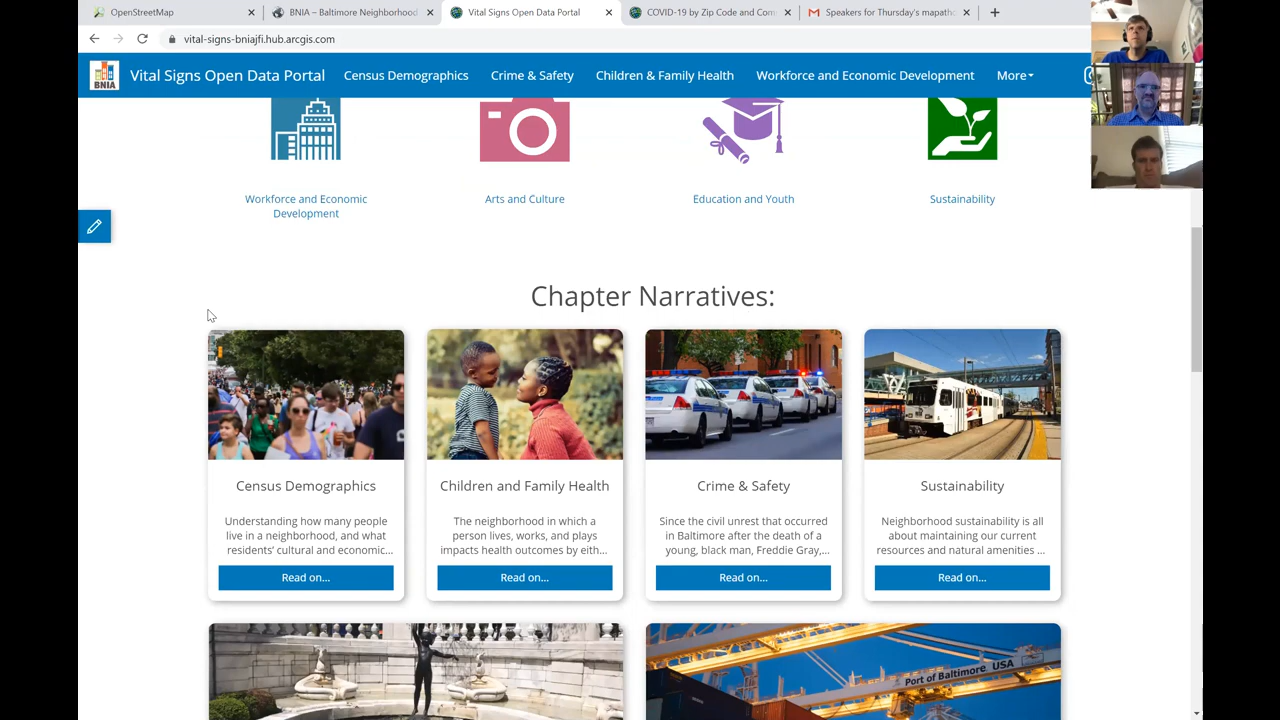 OpenStreetMap
BNIA – Baltimore Neighborhood
Vital Signs Open Data Portal
COVID-19 by Zip Code and Com
Speakers for Thursday's mapatho
vital-signs-bniajfi.hub.arcgis.com
BNIA
Vital Signs Open Data Portal
Census Demographics
Crime & Safety
Children & Family Health
Workforce and Economic Development
More
Workforce and Economic
Development
Arts and Culture
Education and Youth
Sustainability
Chapter Narratives:
Census Demographics
Understanding how many people
live in a neighborhood, and what
residents' cultural and economic...
Read on...
Children and Family Health
The neighborhood in which a
person lives, works, and plays
impacts health outcomes by eith...
Read on...
Crime & Safety
Since the civil unrest that occurred
in Baltimore after the death of a
young, black man, Freddie Gray,...
Read on...
Sustainability
Neighborhood sustainability is all
about maintaining our current
resources and natural amenities ...
Read on...
Port of Baltimore, USA